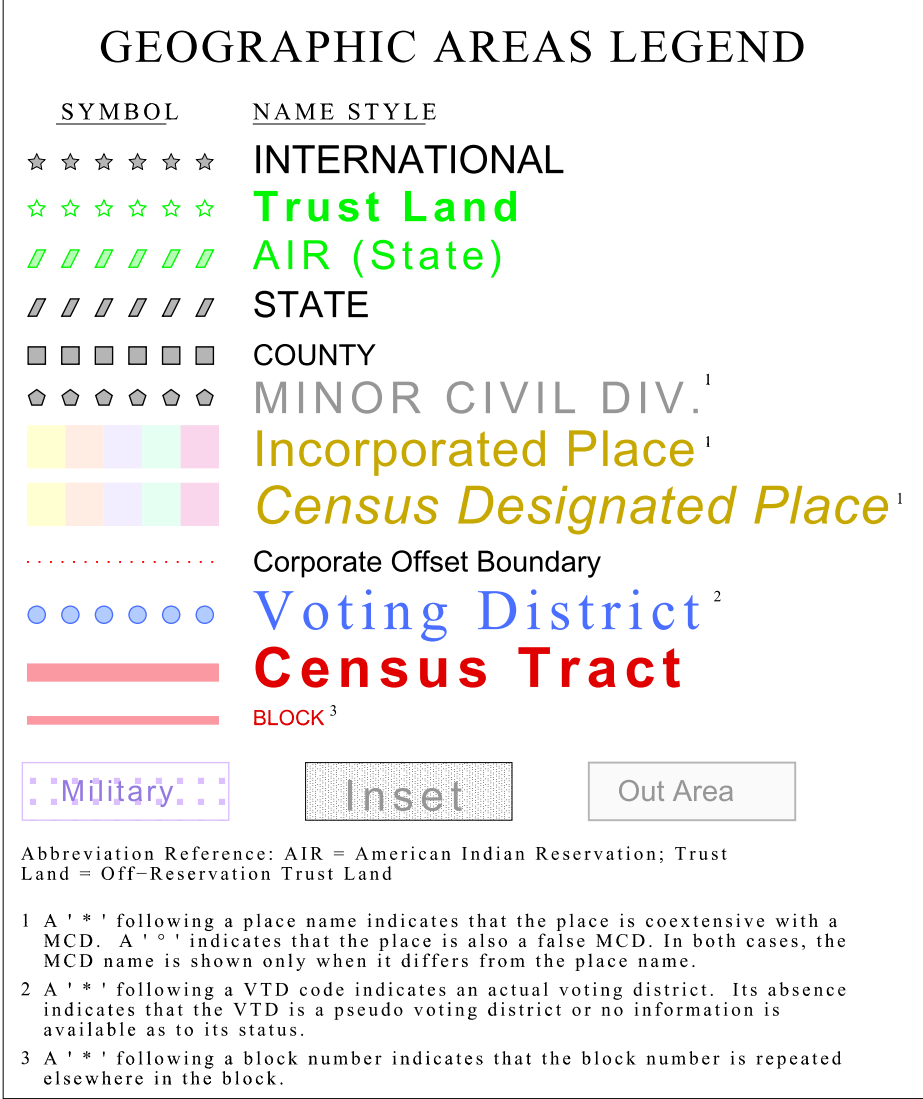 GEOGRAPHIC AREAS LEGEND
SYMBOL NAME STYLE
INTERNATIONAL
Trust Land
AIR (State)
STATE
COUNTY
MINOR CIVIL DIV. 1
Incorporated Place 1
Census Designated Place 1
Corporate Offset Boundary
Voting District 2
Census Tract
BLOCK 3
Military Inset Out Area
Abbreviation Reference: AIR = American Indian Reservation; Trust
Land = Off−Reservation Trust Land
1 A ' * ' following a place name indicates that the place is coextensive with a
MCD. A ' ° ' indicates that the place is also a false MCD. In both cases, the
MCD name is shown only when it differs from the place name.
2 A ' * ' following a VTD code indicates an actual voting district. Its absence
indicates that the VTD is a pseudo voting district or no information is
available as to its status.
3 A ' * ' following a block number indicates that the block number is repeated
elsewhere in the block.